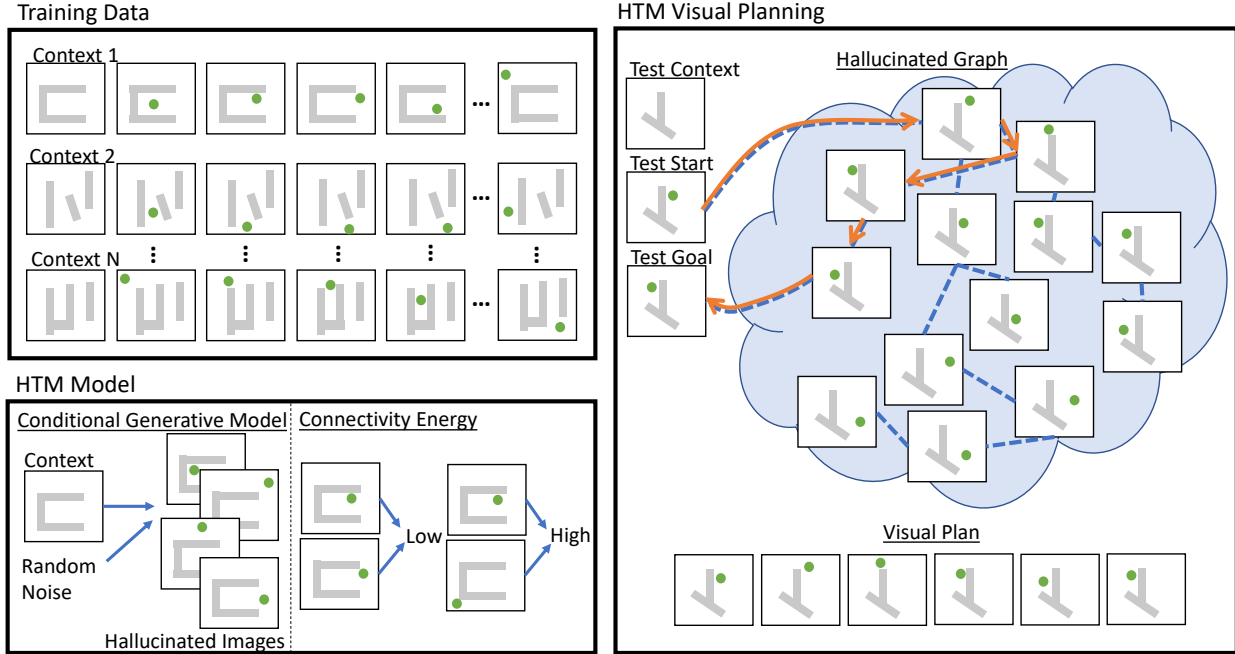 Training Data
Context 1
...
Context 2
...
Context N
...
HTM Model
Conditional Generative Model
Context
Random
Noise
Hallucinated Images
Connectivity Energy
Low
High
HTM Visual Planning
Test Context
Hallucinated Graph
Test Start
Test Goal
Visual Plan